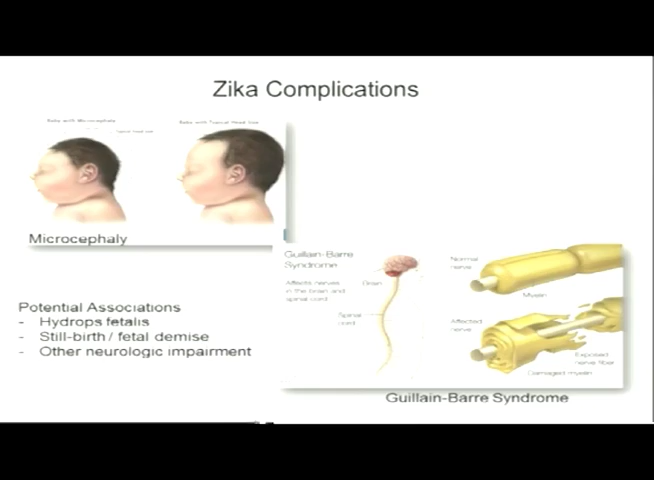 Zika Complications
Baby with Microcephaly
Baby with Typical Head Size
Typical head size
Microcephaly
Guillain-Barre
Syndrome
Affects nerves
in the brain and
spinal cord
Brain
Spinal
cord
Normal
nerve
Myelin
Affected
nerve
Exposed
nerve fiber
Damaged myelin
Guillain-Barre Syndrome
Potential Associations
- Hydrops fetalis
- Still-birth / fetal demise
- Other neurologic impairment